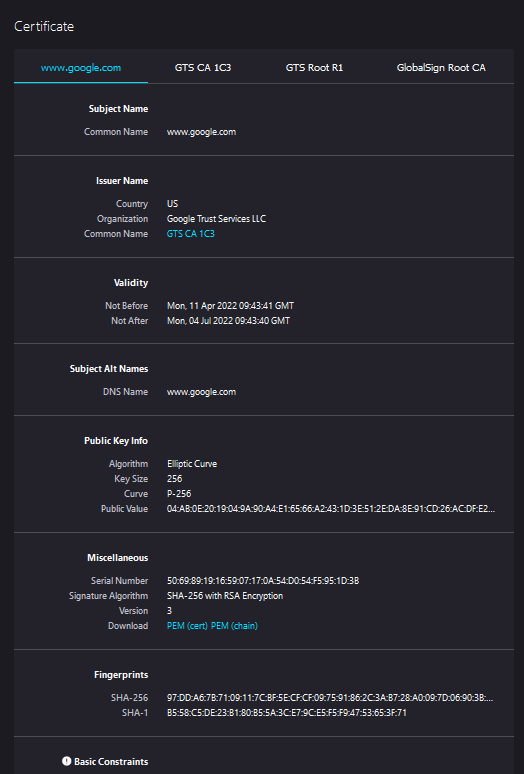 Certificate
www.google.com GTS CA 1C3 GTS Root R1 GlobalSign Root CA
Subject Name
Common Name www.google.com
Issuer Name
Country US
Organization Google Trust Services LLC
Common Name GTS CA 1C3
Validity
Not Before Mon, 11 Apr 2022 09:43:41 GMT
Not After Mon, 04 Jul 2022 09:43:40 GMT
Subject Alt Names
DNS Name www.google.com
Public Key Info
Algorithm Elliptic Curve
Key Size 256
Curve P-256
Public Value 04:AB:0E:20:19:04:9A:90:A4:E1:65:66:A2:43:1D:3E:51:2E:DA:8E:91:CD:26:AC:DF:E2...
Miscellaneous
Serial Number 50:69:89:19:16:59:07:17:0A:54:D0:54:F5:95:1D:3B
Signature Algorithm SHA-256 with RSA Encryption
Version 3
Download PEM (cert) PEM (chain)
Fingerprints
SHA-256 97:DD:A6:7B:71:09:11:7C:BF:5E:CF:CF:09:75:91:86:2C:3A:B7:28:A0:09:7D:06:90:3B:...
SHA-1 B5:58:C5:DE:23:B1:80:B5:5A:3C:E7:9C:E5:F5:F9:47:53:65:3F:71
Basic Constraints